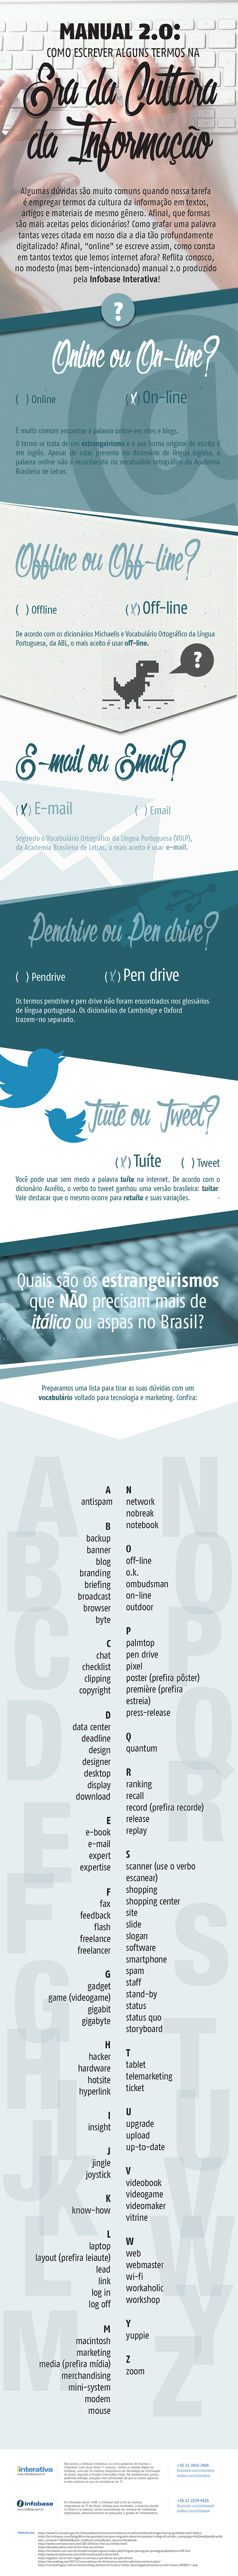 MANUAL 2.0:
COMO ESCREVER ALGUNS TERMOS NA
Era da Cultura
da Informação
Algumas dúvidas são muito comuns quando nossa tarefa
é empregar termos da cultura da informação em textos,
artigos e materiais de mesmo gênero. Afinal, que formas
são mais aceitas pelos dicionários? Como grafar uma palavra
tantas vezes citada em nosso dia a dia tão profundamente
digitalizado? Afinal, "online" se escreve assim, como consta
em tantos textos que lemos internet afora? Reflita conosco,
no modesto (mas bem-intencionado) manual 2.0 produzido
pela Infobase Interativa!
?
Online ou On-line?
( ) Online
(X) On-line
É muito comum encontrar a palavra online em sites e blogs.
O termo se trata de um estrangeirismo e a sua forma original de escrita é
em inglês. Apesar de estar presente no dicionário de língua inglesa, a
palavra online não é reconhecida no vocabulário ortográfico da Academia
Brasileira de Letras.
Offline ou Off-line?
( ) Offline
(X) Off-line
De acordo com os dicionários Michaelis e Vocabulário Ortográfico da Língua
Portuguesa, da ABL, o mais aceito é usar off-line.
?
E-mail ou Email?
(X) E-mail
( ) Email
Segundo o Vocabulário Ortográfico da Língua Portuguesa (VOLP),
da Academia Brasileira de Letras, o mais aceito é usar e-mail.
Pendrive ou Pen drive?
( ) Pendrive
(X) Pen drive
Os termos pendrive e pen drive não foram encontrados nos glossários
de língua portuguesa. Os dicionários de Cambridge e Oxford
trazem-no separado.
Tuíte ou Tweet?
(X) Tuíte
( ) Tweet
Você pode usar sem medo a palavra tuíte na internet. De acordo com o
dicionário Aurélio, o verbo to tweet ganhou uma versão brasileira: tuitar
Vale destacar que o mesmo ocorre para retuíte e suas variações.
Quais são os estrangeirismos
que NÃO precisam mais de
itálico ou aspas no Brasil?
Preparamos uma lista para tirar as suas dúvidas com um
vocabulário voltado para tecnologia e marketing. Confira:
A
antispam
B
backup
banner
blog
branding
briefing
broadcast
browser
byte
C
chat
checklist
clipping
copyright
D
data center
deadline
design
designer
desktop
display
download
E
e-book
e-mail
expert
expertise
F
fax
feedback
flash
freelance
freelancer
G
gadget
game (videogame)
gigabit
gigabyte
H
hacker
hardware
hotsite
hyperlink
I
insight
J
jingle
joystick
K
know-how
L
laptop
layout (prefira leiaute)
lead
link
log in
log off
M
macintosh
marketing
media (prefira mídia)
merchandising
mini-system
modem
mouse
N
network
nobreak
notebook
O
off-line
o.k.
ombudsman
on-line
outdoor
P
palmtop
pen drive
pixel
poster (prefira pôster)
première (prefira
estreia)
press-release
Q
quantum
R
ranking
recall
record (prefira recorde)
release
replay
S
scanner (use o verbo
escanear)
shopping
shopping center
site
slide
slogan
software
smartphone
spam
staff
stand-by
status
status quo
storyboard
T
tablet
telemarketing
ticket
U
upgrade
upload
up-to-date
V
videobook
videogame
videomaker
vitrine
W
web
webmaster
wi-fi
workaholic
workshop
Y
yuppie
Z
zoom
interativa
infobase